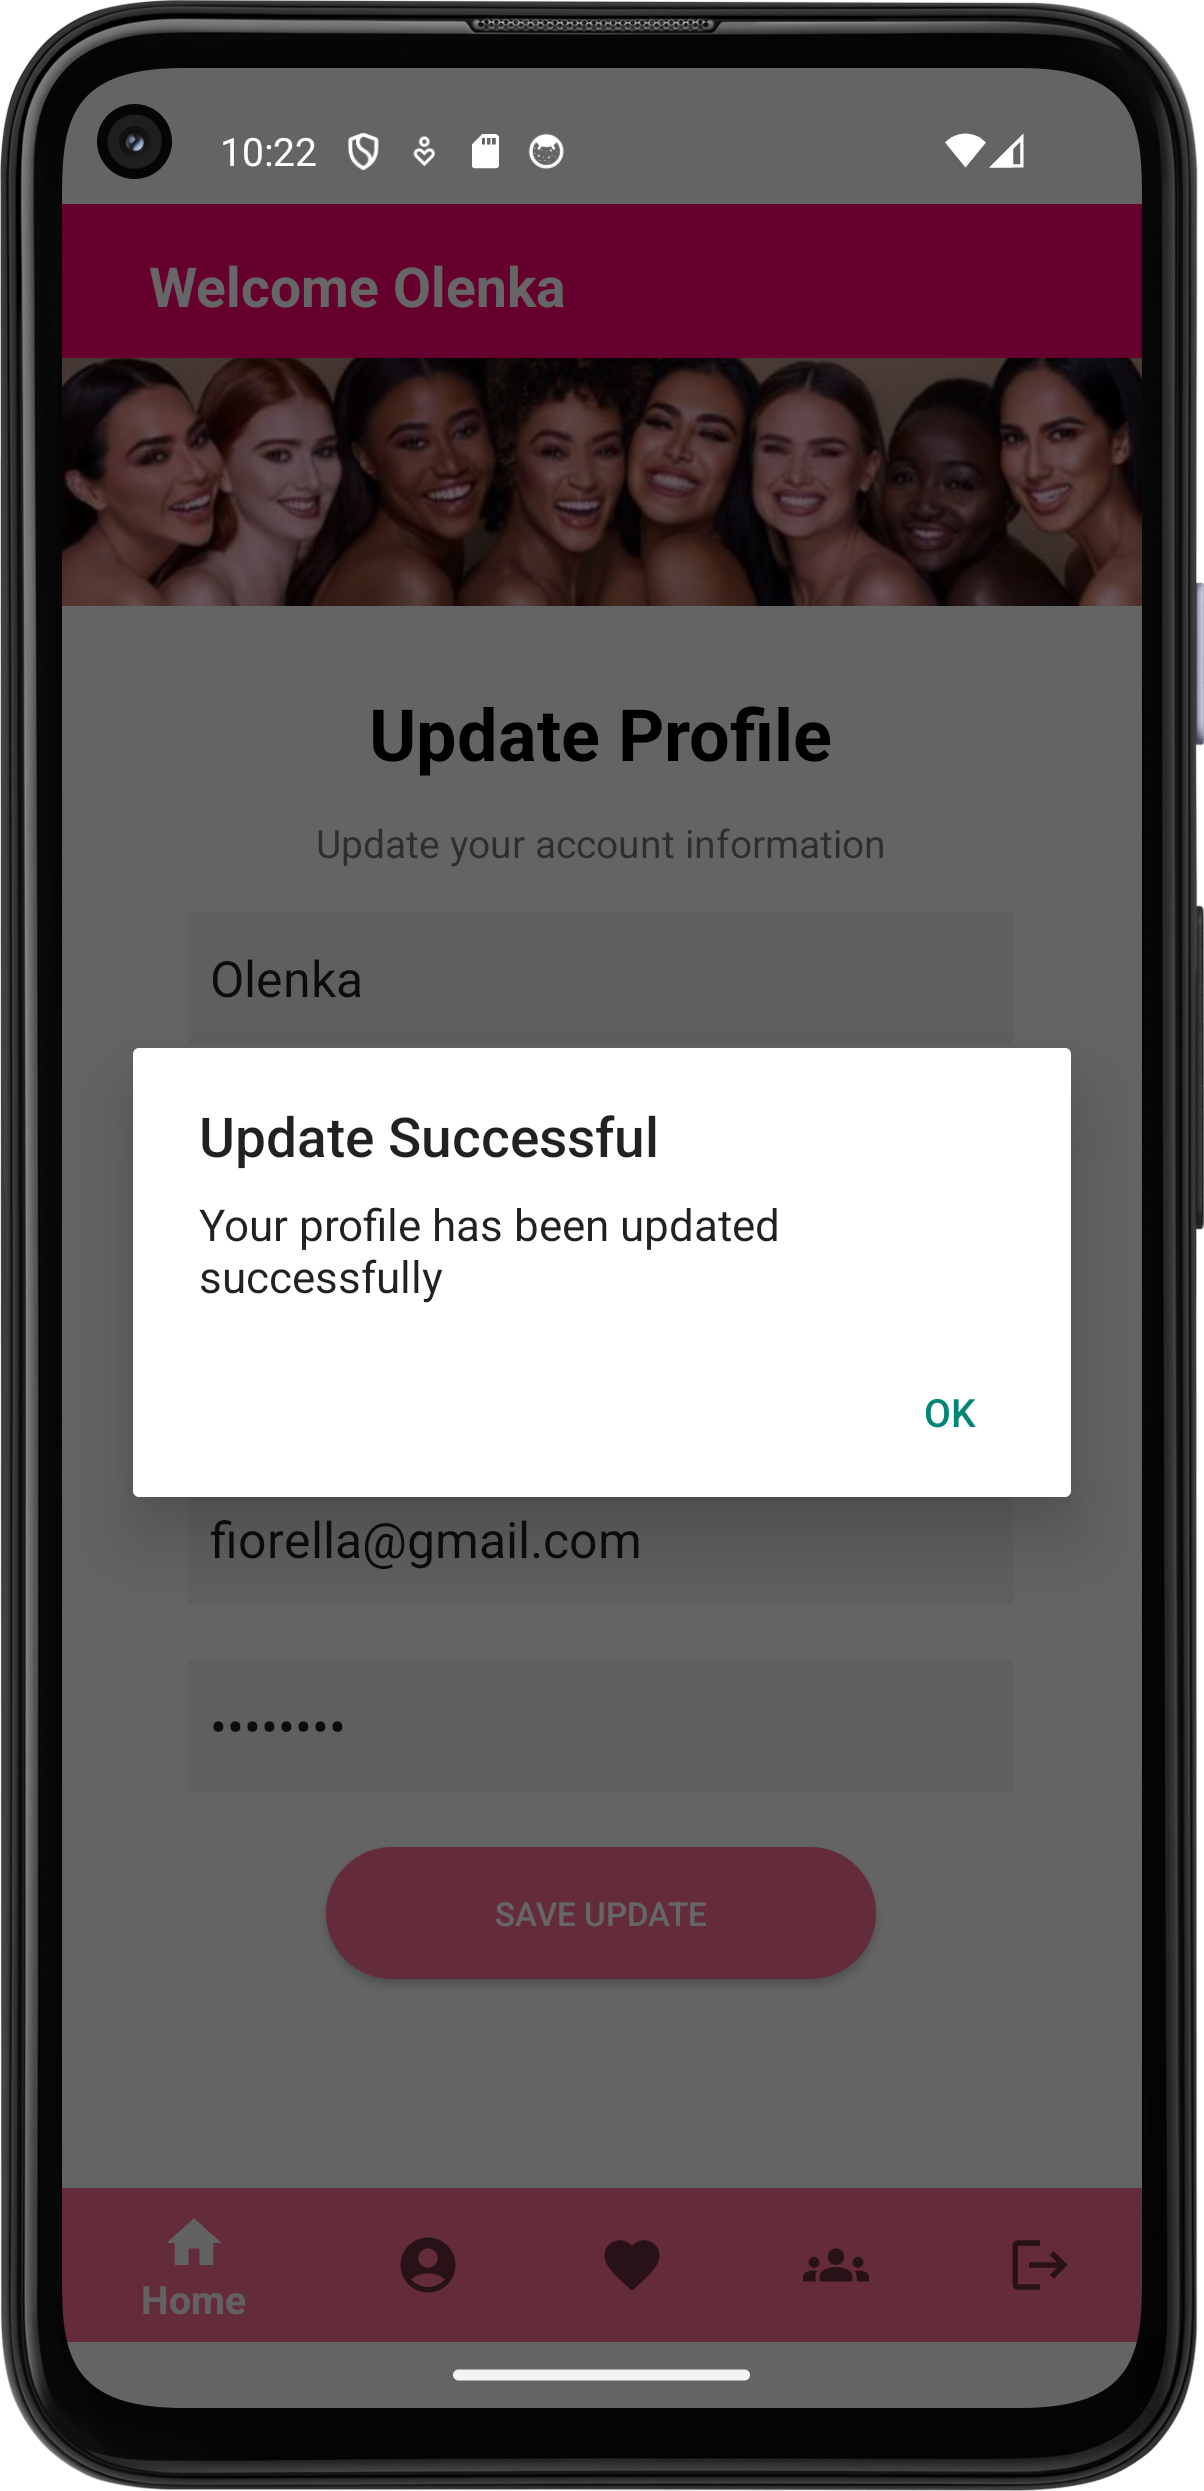 10:22
Welcome Olenka
Update Profile
Update your account information
Olenka
Update Successful
Your profile has been updated
successfully
OK
fiorella@gmail.com
••••••••
SAVE UPDATE
Home